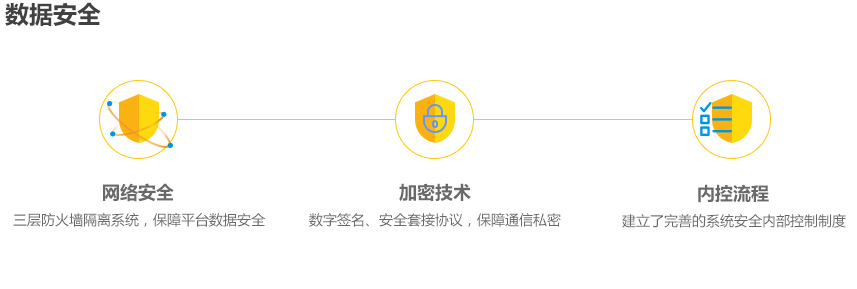 数据安全
网络安全
加密技术
内控流程
三层防火墙隔离系统，保障平台数据安全
数字签名、安全套接协议，保障通信私密
建立了完善的系统安全内部控制制度